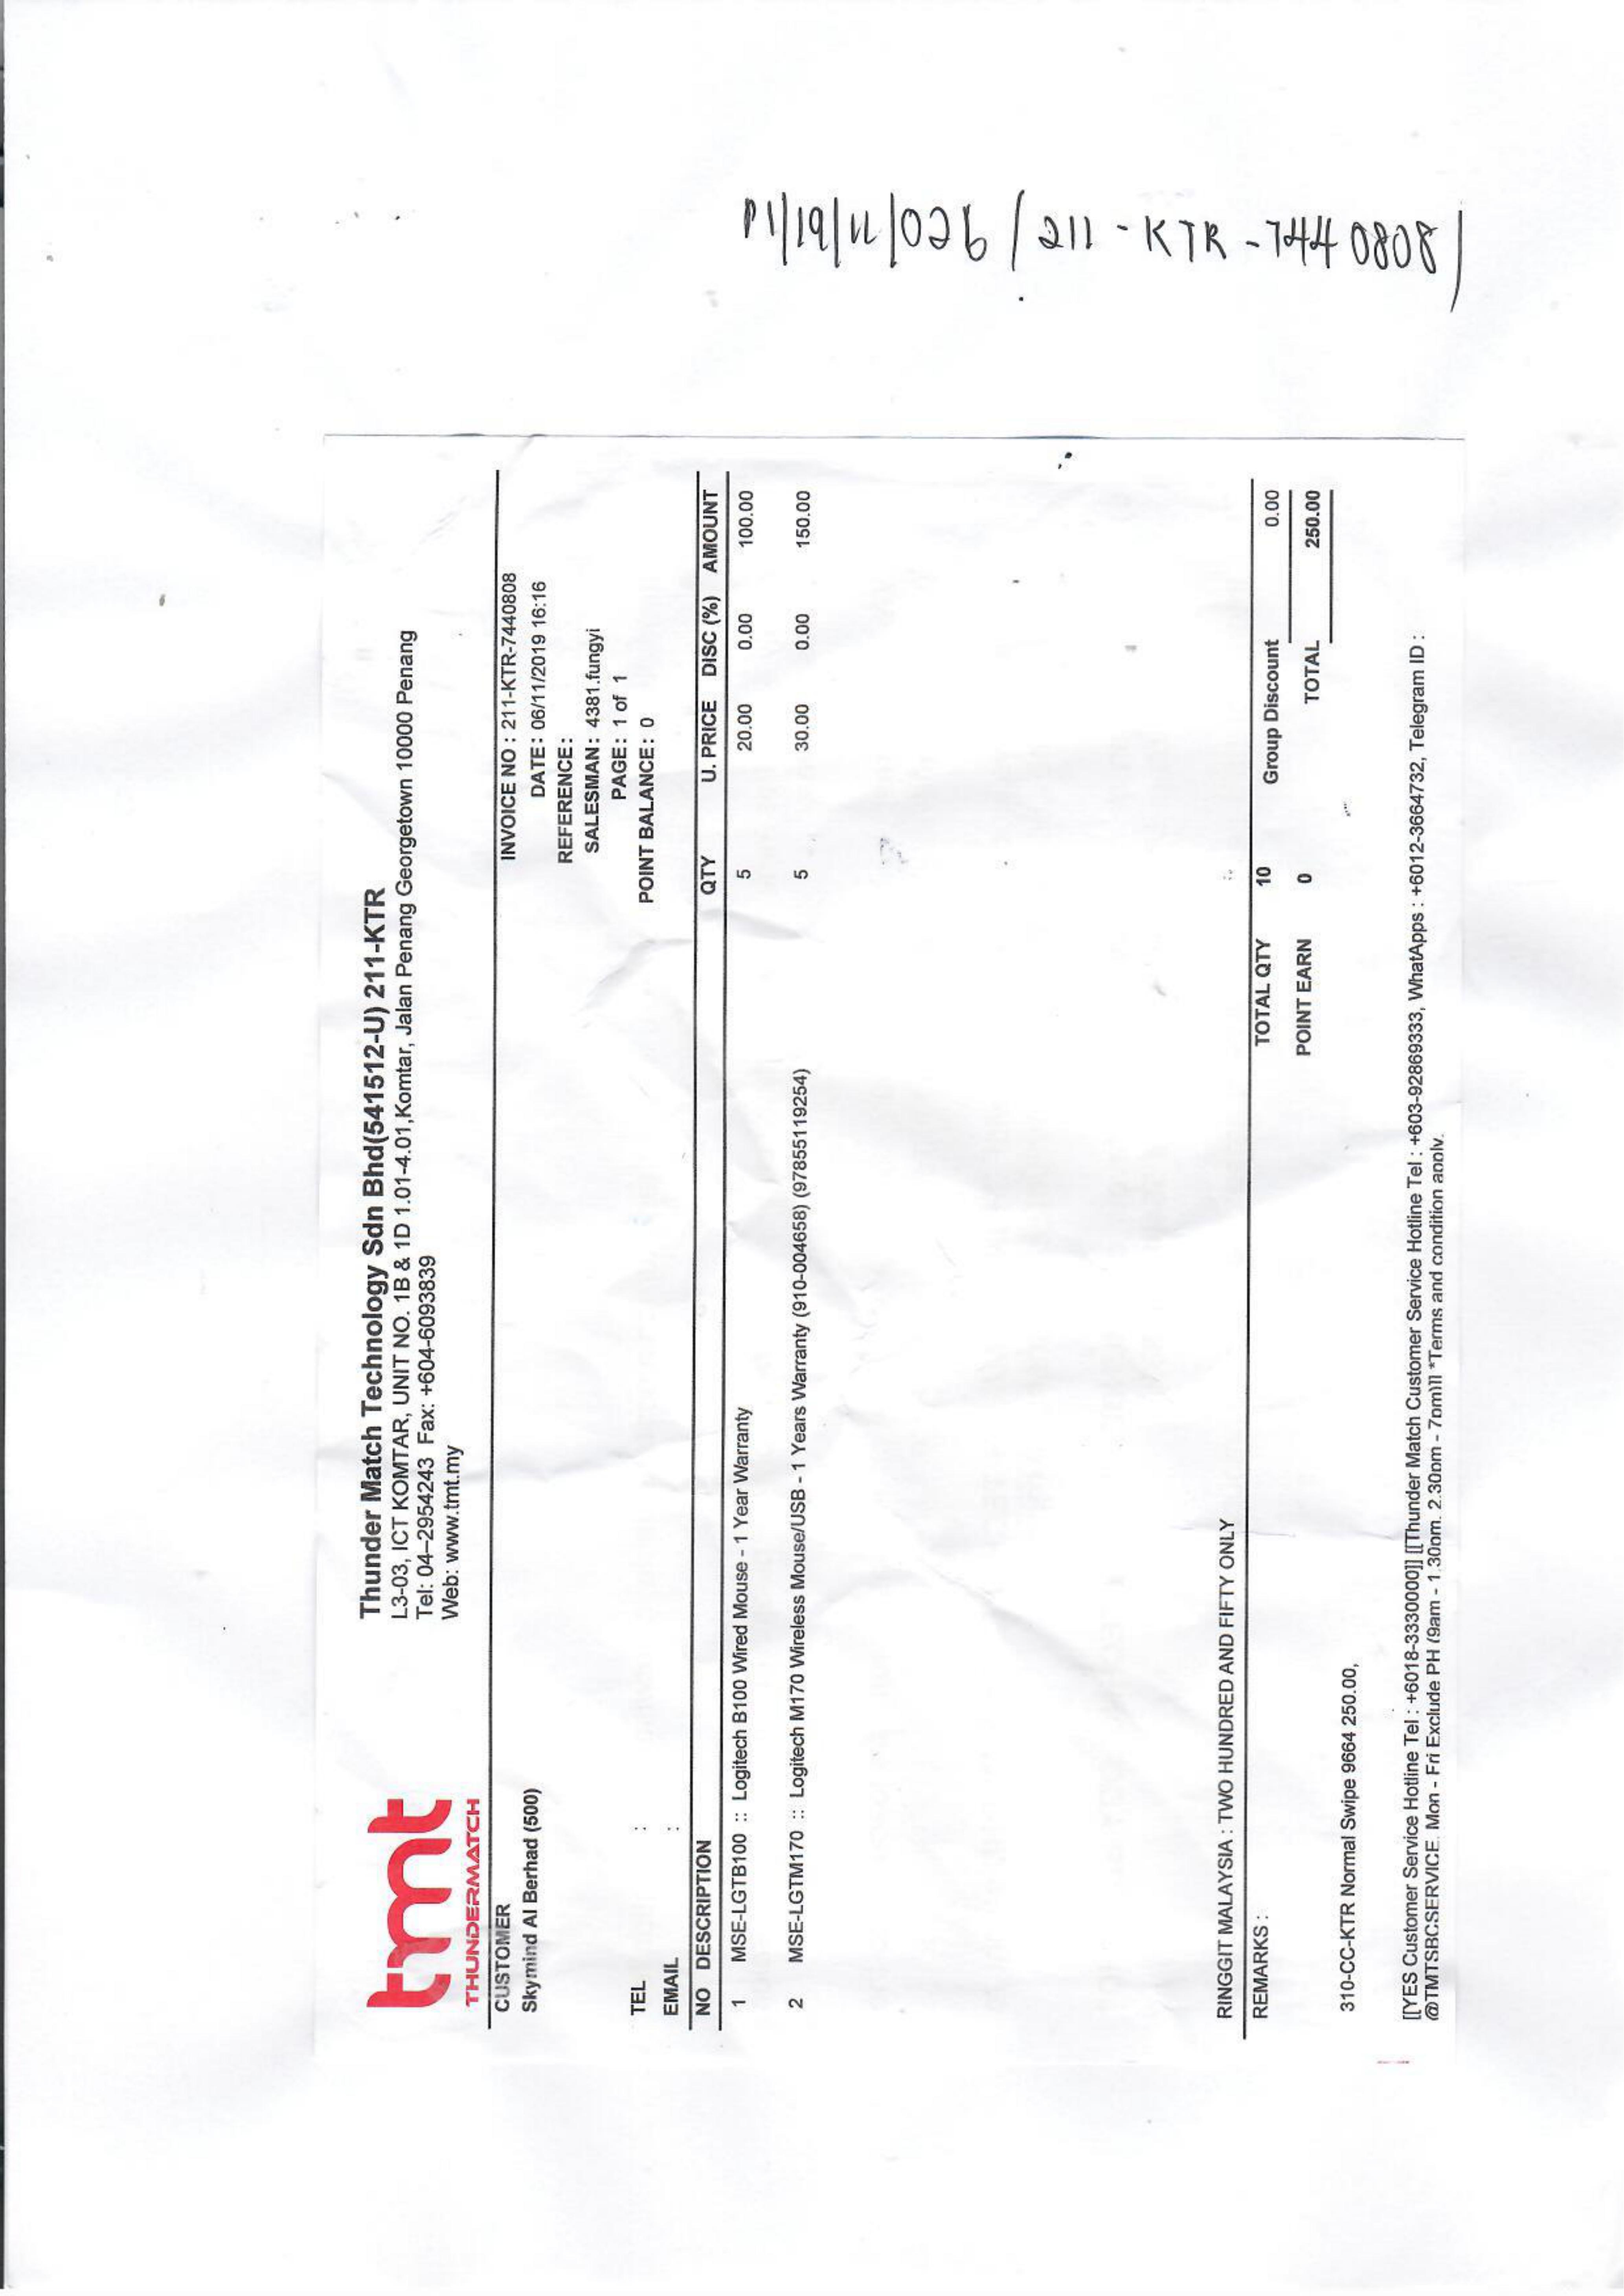 PI/19/11/026 / 211-KTR-7440808/
tmt
THUNDERMATCH
Thunder Match Technology Sdn Bhd(541512-U) 211-KTR
L3-03, ICT KOMTAR, UNIT NO. 1B & 1D 1.01-4.01,Komtar, Jalan Penang Georgetown 10000 Penang
Tel: 04–2954243 Fax: +604-6093839
Web: www.tmt.my
CUSTOMER
Skymind AI Berhad (500)
TEL :
EMAIL :
INVOICE NO : 211-KTR-7440808
DATE : 06/11/2019 16:16
REFERENCE :
SALESMAN : 4381.fungyi
PAGE : 1 of 1
POINT BALANCE : 0
NO DESCRIPTION QTY U. PRICE DISC (%) AMOUNT
1 MSE-LGTB100 :: Logitech B100 Wired Mouse - 1 Year Warranty 5 20.00 0.00 100.00
2 MSE-LGTM170 :: Logitech M170 Wireless Mouse/USB - 1 Years Warranty (910-004658) (97855119254) 5 30.00 0.00 150.00
RINGGIT MALAYSIA : TWO HUNDRED AND FIFTY ONLY
REMARKS : TOTAL QTY 10 Group Discount 0.00
POINT EARN 0 TOTAL 250.00
310-CC-KTR Normal Swipe 9664 250.00,
[[YES Customer Service Hotline Tel : +6018-3330000]] [[Thunder Match Customer Service Hotline Tel : +603-92869333, WhatApps : +6012-3664732, Telegram ID :
@TMTSBCSERVICE. Mon - Fri Exclude PH (9am - 1.30pm. 2.30pm - 7pm)]] *Terms and condition apply.